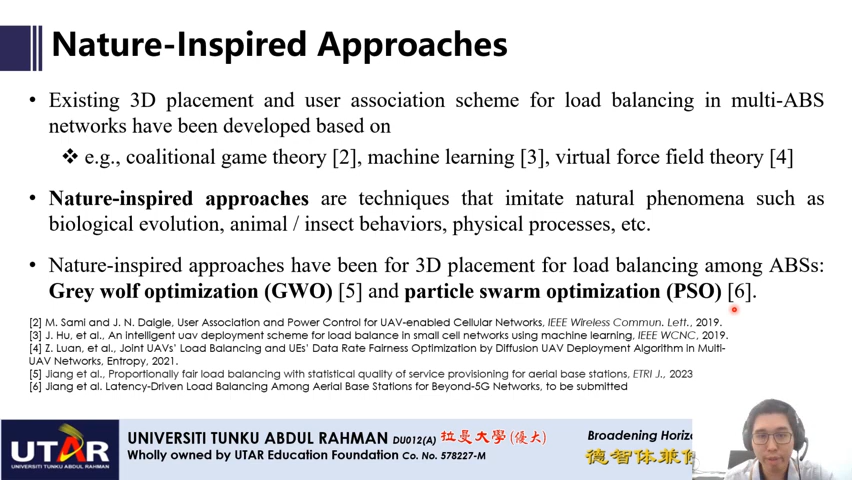 Nature-Inspired Approaches
• Existing 3D placement and user association scheme for load balancing in multi-ABS
networks have been developed based on
❖ e.g., coalitional game theory [2], machine learning [3], virtual force field theory [4]
• Nature-inspired approaches are techniques that imitate natural phenomena such as
biological evolution, animal / insect behaviors, physical processes, etc.
• Nature-inspired approaches have been for 3D placement for load balancing among ABSs:
Grey wolf optimization (GWO) [5] and particle swarm optimization (PSO) [6].
[2] M. Sami and J. N. Daigle, User Association and Power Control for UAV-enabled Cellular Networks, IEEE Wireless Commun. Lett., 2019.
[3] J. Hu, et al., An intelligent uav deployment scheme for load balance in small cell networks using machine learning, IEEE WCNC, 2019.
[4] Z. Luan, et al., Joint UAVs' Load Balancing and UEs' Data Rate Fairness Optimization by Diffusion UAV Deployment Algorithm in Multi-
UAV Networks, Entropy, 2021.
[5] Jiang et al., Proportionally fair load balancing with statistical quality of service provisioning for aerial base stations, ETRI J., 2023
[6] Jiang et al. Latency-Driven Load Balancing Among Aerial Base Stations for Beyond-5G Networks, to be submitted
UTAR
UNIVERSITI TUNKU ABDUL RAHMAN
UNIVERSITI TUNKU ABDUL RAHMAN DU012(A) 拉曼大學(優大)
Wholly owned by UTAR Education Foundation Co. No. 578227-M
Broadening Horiz
德智体兼